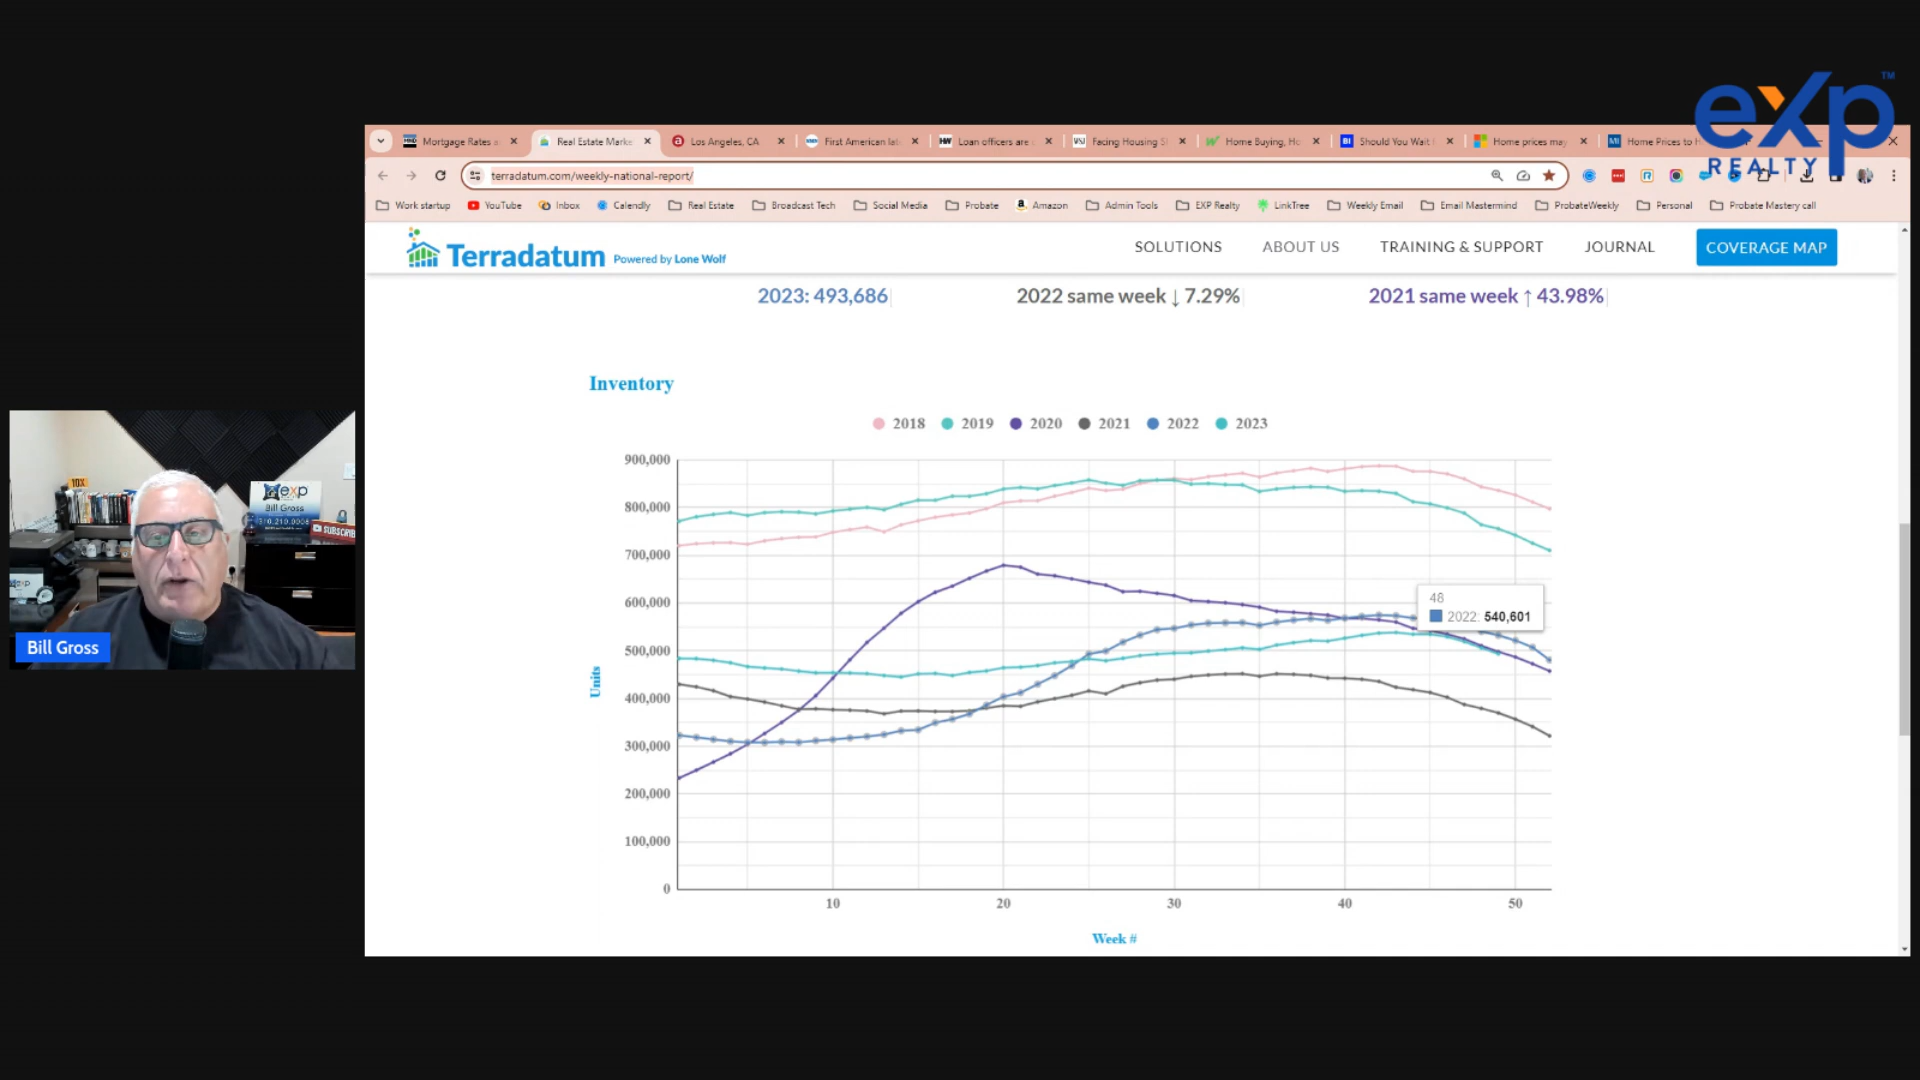 eXp™
REALTY
Mortgage Rates
Real Estate Marke
Los Angeles, CA
First American
Loan officers are
Facing Housing
Home Buying, Ho
Should You Wait
Home prices may
Home Prices to
terradatum.com/weekly-national-report/
Work startup
YouTube
Inbox
Calendly
Real Estate
Broadcast Tech
Social Media
Probate
Amazon
Admin Tools
EXP Realty
LinkTree
Weekly Email
Email Mastermind
ProbateWeekly
Personal
Probate Mastery call
Terradatum Powered by Lone Wolf
SOLUTIONS
ABOUT US
TRAINING & SUPPORT
JOURNAL
COVERAGE MAP
2023: 493,686
2022 same week ↓ 7.29%
2021 same week ↑ 43.98%
Inventory
2018 2019 2020 2021 2022 2023
900,000
800,000
700,000
600,000
500,000
400,000
300,000
200,000
100,000
0
Units
48
2022: 540,601
10 20 30 40 50
Week #
10X
exp
Bill Gross
SUBSCRIBE
Bill Gross